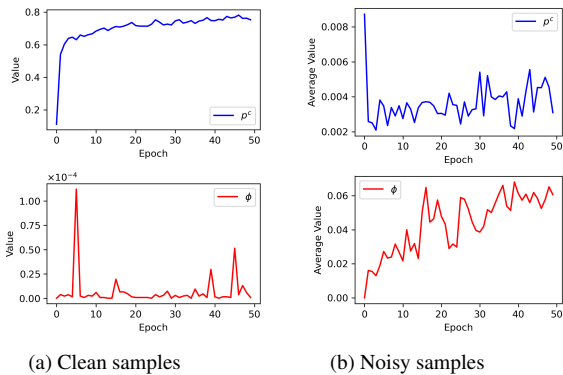 0.8
0.6
0.4
0.2
Value
0 10 20 30 40 50
Epoch
p^c
0.008
0.006
0.004
0.002
Average Value
0 10 20 30 40 50
Epoch
p^c
×10⁻⁴
1.00
0.75
0.50
0.25
0.00
Value
0 10 20 30 40 50
Epoch
ϕ
0.06
0.04
0.02
0.00
Average Value
0 10 20 30 40 50
Epoch
ϕ
(a) Clean samples
(b) Noisy samples